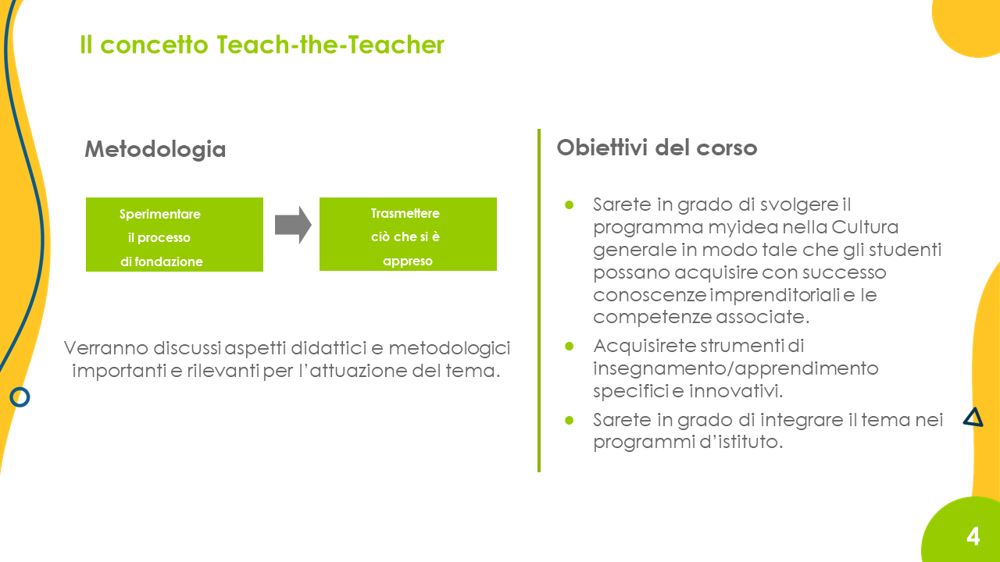 Il concetto Teach-the-Teacher
Metodologia
Sperimentare
il processo
di fondazione
Trasmettere
ciò che si è
appreso
Verranno discussi aspetti didattici e metodologici
importanti e rilevanti per l’attuazione del tema.
Obiettivi del corso
● Sarete in grado di svolgere il
programma myidea nella Cultura
generale in modo tale che gli studenti
possano acquisire con successo
conoscenze imprenditoriali e le
competenze associate.
● Acquisirete strumenti di
insegnamento/apprendimento
specifici e innovativi.
● Sarete in grado di integrare il tema nei
programmi d’istituto.
4